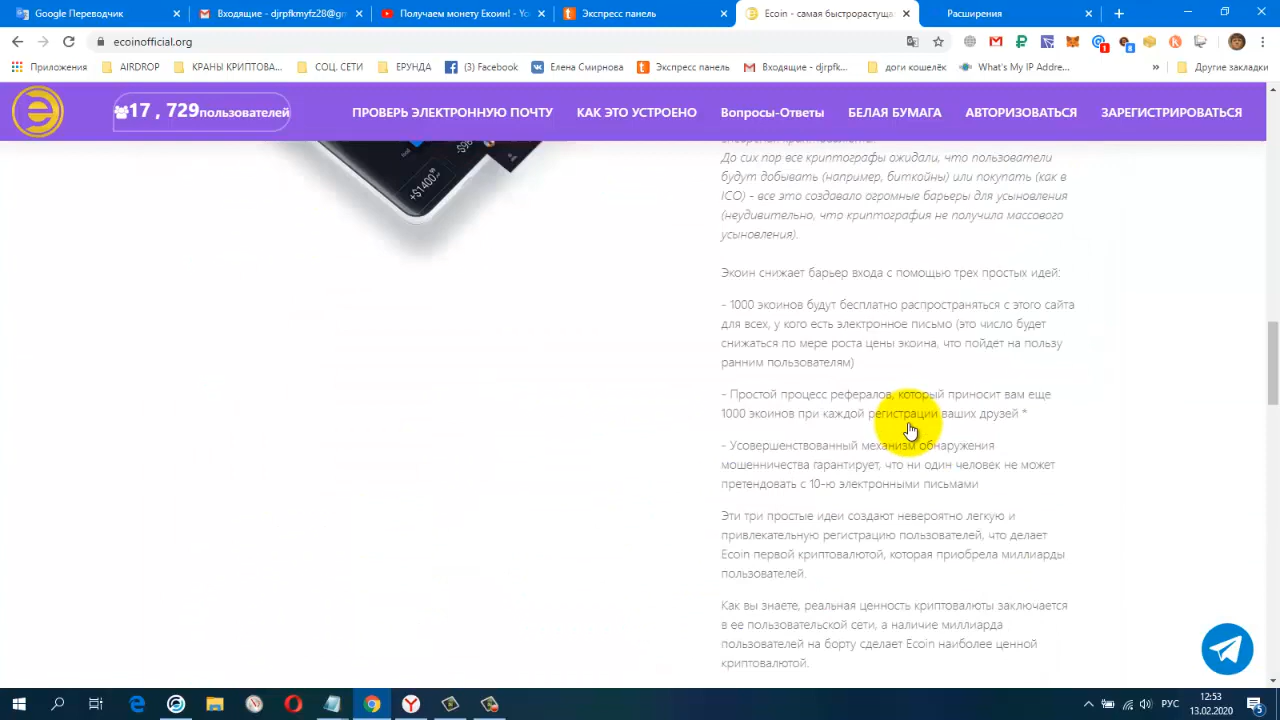 Google Переводчик
Входящие - djrpfkmyfz28@gm
Получаем монету Екоин! - Yo
Экспресс панель
Ecoin - самая быстрорастуща
Расширения
ecoinofficial.org
Приложения
AIRDROP
КРАНЫ КРИПТОВА...
СОЦ. СЕТИ
ЕРУНДА
(3) Facebook
Елена Смирнова
Экспресс панель
Входящие - djrpfk...
доги кошелёк
What's My IP Addre...
»
Другие закладки
17 , 729пользователей
ПРОВЕРЬ ЭЛЕКТРОННУЮ ПОЧТУ
КАК ЭТО УСТРОЕНО
Вопросы-Ответы
БЕЛАЯ БУМАГА
АВТОРИЗОВАТЬСЯ
ЗАРЕГИСТРИРОВАТЬСЯ
+$1400
До сих пор все криптографы ожидали, что пользователи
будут добывать (например, биткойны) или покупать (как в
ICO) - все это создавало огромные барьеры для усыновления
(неудивительно, что криптография не получила массового
усыновления).
Экоин снижает барьер входа с помощью трех простых идей:
- 1000 экоинов будут бесплатно распространяться с этого сайта
для всех, у кого есть электронное письмо (это число будет
снижаться по мере роста цены экоина, что пойдет на пользу
ранним пользователям)
- Простой процесс рефералов, который приносит вам еще
1000 экоинов при каждой регистрации ваших друзей *
- Усовершенствованный механизм обнаружения
мошенничества гарантирует, что ни один человек не может
претендовать с 10-ю электронными письмами
Эти три простые идеи создают невероятно легкую и
привлекательную регистрацию пользователей, что делает
Ecoin первой криптовалютой, которая приобрела миллиарды
пользователей.
Как вы знаете, реальная ценность криптовалюты заключается
в ее пользовательской сети, а наличие миллиарда
пользователей на борту сделает Ecoin наиболее ценной
криптовалютой.
РУС
12:53
13.02.2020